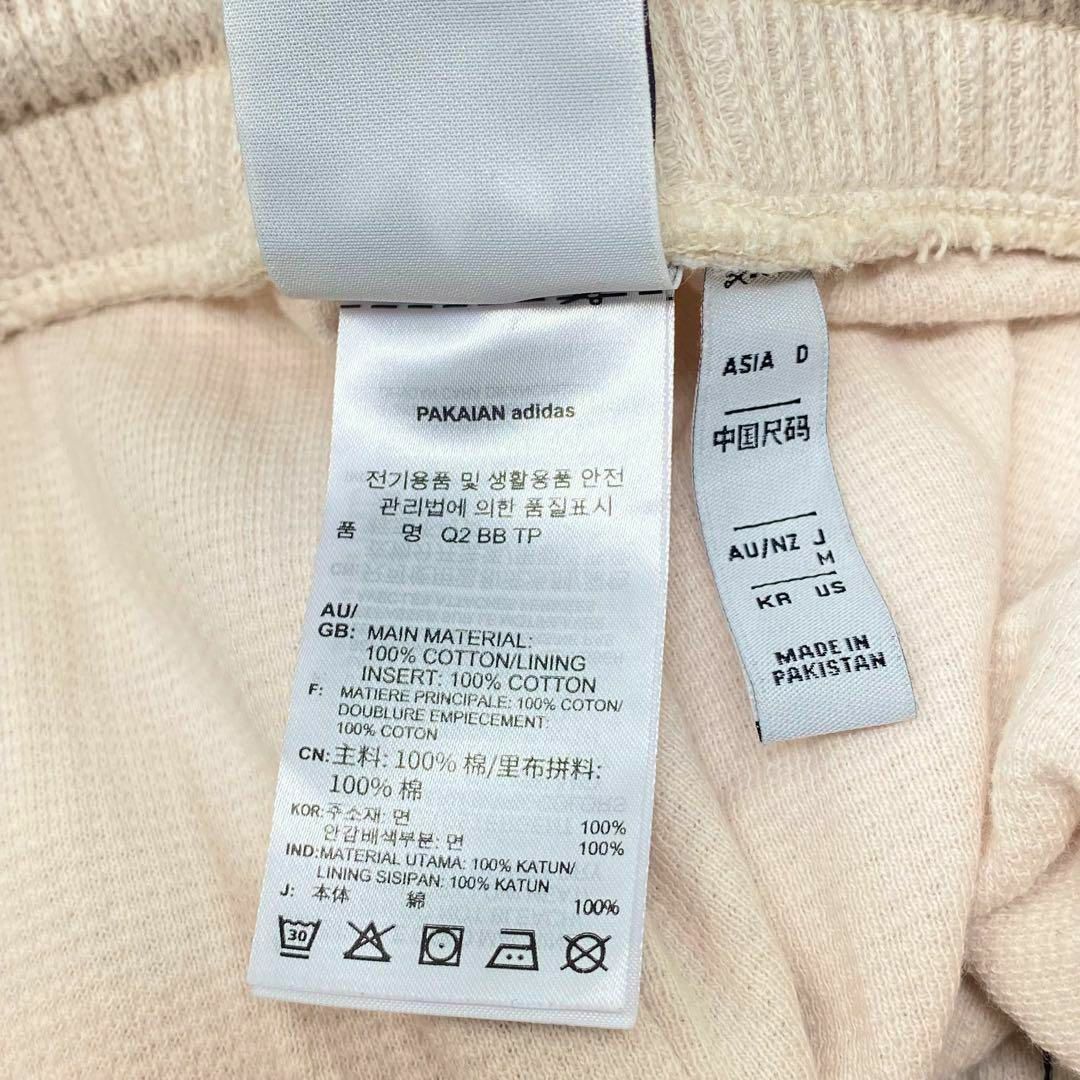 PAKAIAN adidas
전기용품 및 생활용품 안전
관리법에 의한 품질표시
품 명 Q2 BB TP
AU/
GB: MAIN MATERIAL:
100% COTTON/LINING
INSERT: 100% COTTON
F: MATIERE PRINCIPALE: 100% COTON/
DOUBLURE EMPIECEMENT:
100% COTON
CN: 主料: 100% 棉/里布拼料:
100% 棉
KOR: 주소재: 면 100%
안감배색부분: 면 100%
IND: MATERIAL UTAMA: 100% KATUN/
LINING SISIPAN: 100% KATUN
J: 本体 綿 100%
30
ASIA D
中国尺码
AU/NZ J
M
KR US
MADE IN
PAKISTAN